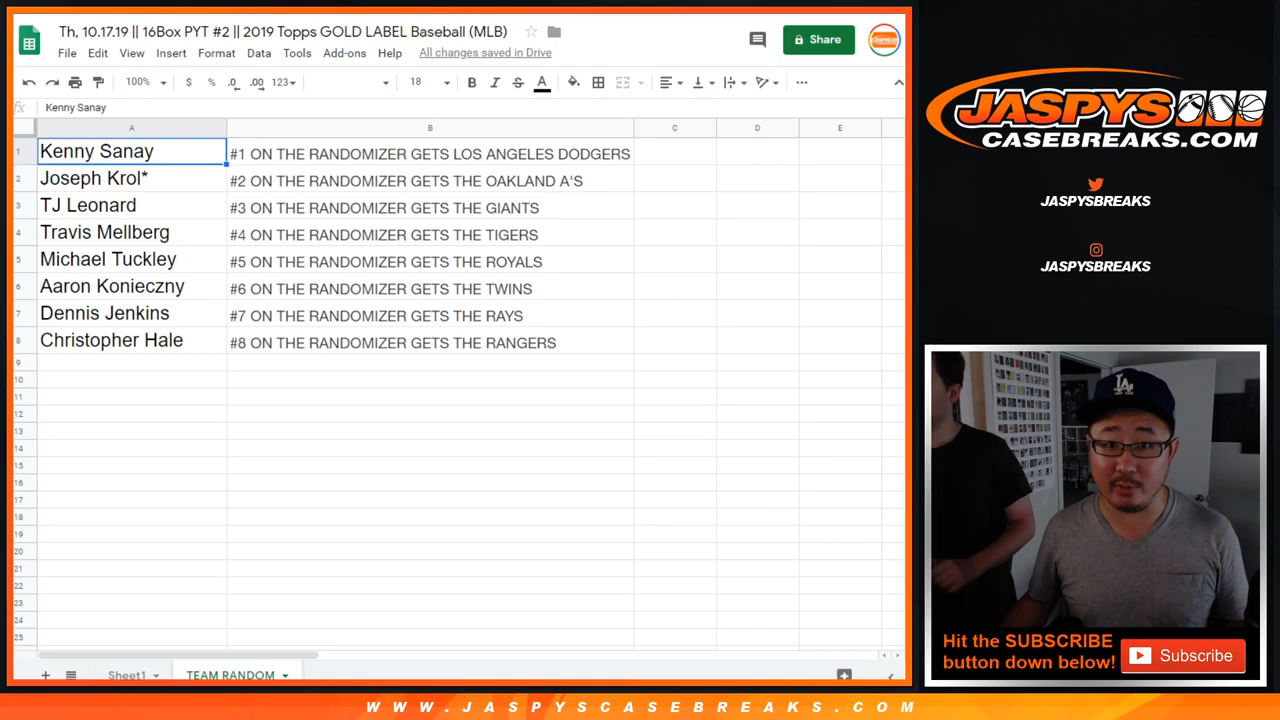 Th, 10.17.19 || 16Box PYT #2 || 2019 Topps GOLD LABEL Baseball (MLB)
File Edit View Insert Format Data Tools Add-ons Help All changes saved in Drive
Share
100% $ % .0 .00 123 18 B I S A
fx Kenny Sanay
A B C D E
1 Kenny Sanay #1 ON THE RANDOMIZER GETS LOS ANGELES DODGERS
2 Joseph Krol* #2 ON THE RANDOMIZER GETS THE OAKLAND A'S
3 TJ Leonard #3 ON THE RANDOMIZER GETS THE GIANTS
4 Travis Mellberg #4 ON THE RANDOMIZER GETS THE TIGERS
5 Michael Tuckley #5 ON THE RANDOMIZER GETS THE ROYALS
6 Aaron Konieczny #6 ON THE RANDOMIZER GETS THE TWINS
7 Dennis Jenkins #7 ON THE RANDOMIZER GETS THE RAYS
8 Christopher Hale #8 ON THE RANDOMIZER GETS THE RANGERS
9
10
11
12
13
14
15
16
17
18
19
20
21
22
23
24
25
Sheet1 TEAM RANDOM
JASPYS
CASEBREAKS.COM
JASPYSBREAKS
JASPYSBREAKS
LA
Hit the SUBSCRIBE
button down below!
Subscribe
WWW.JASPYSCASEBREAKS.COM